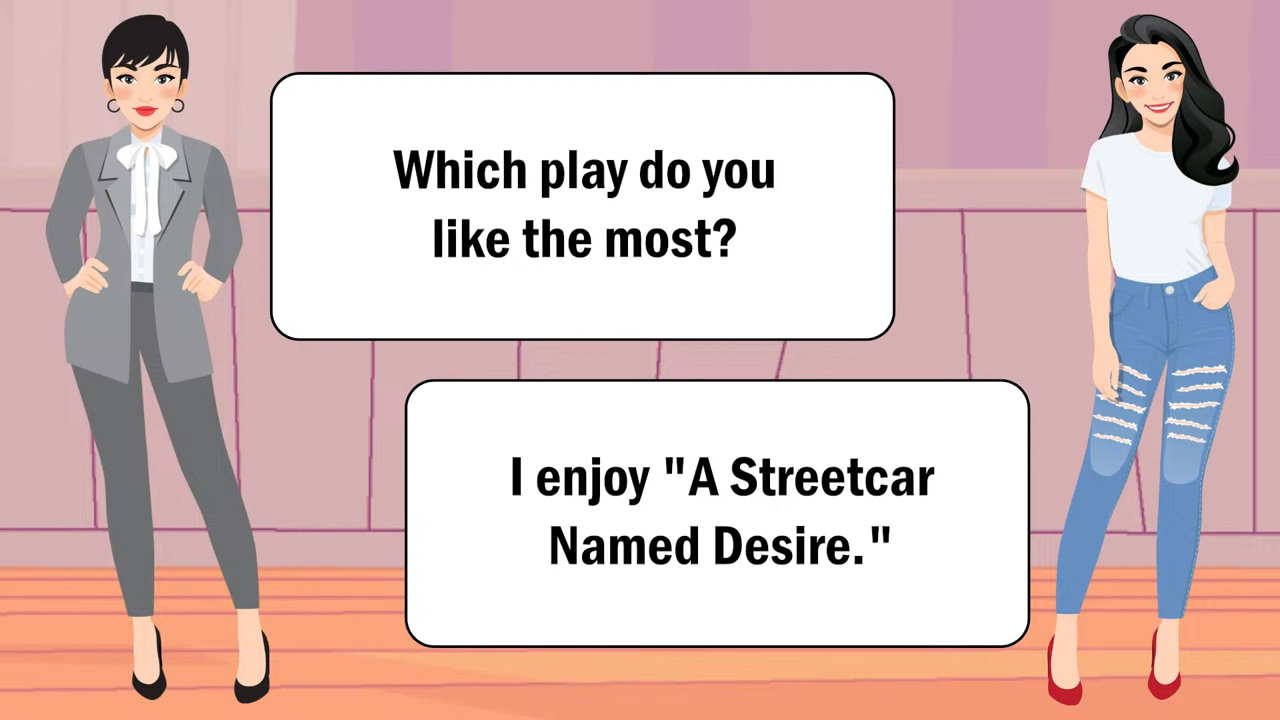 Which play do you
like the most?
I enjoy "A Streetcar
Named Desire."